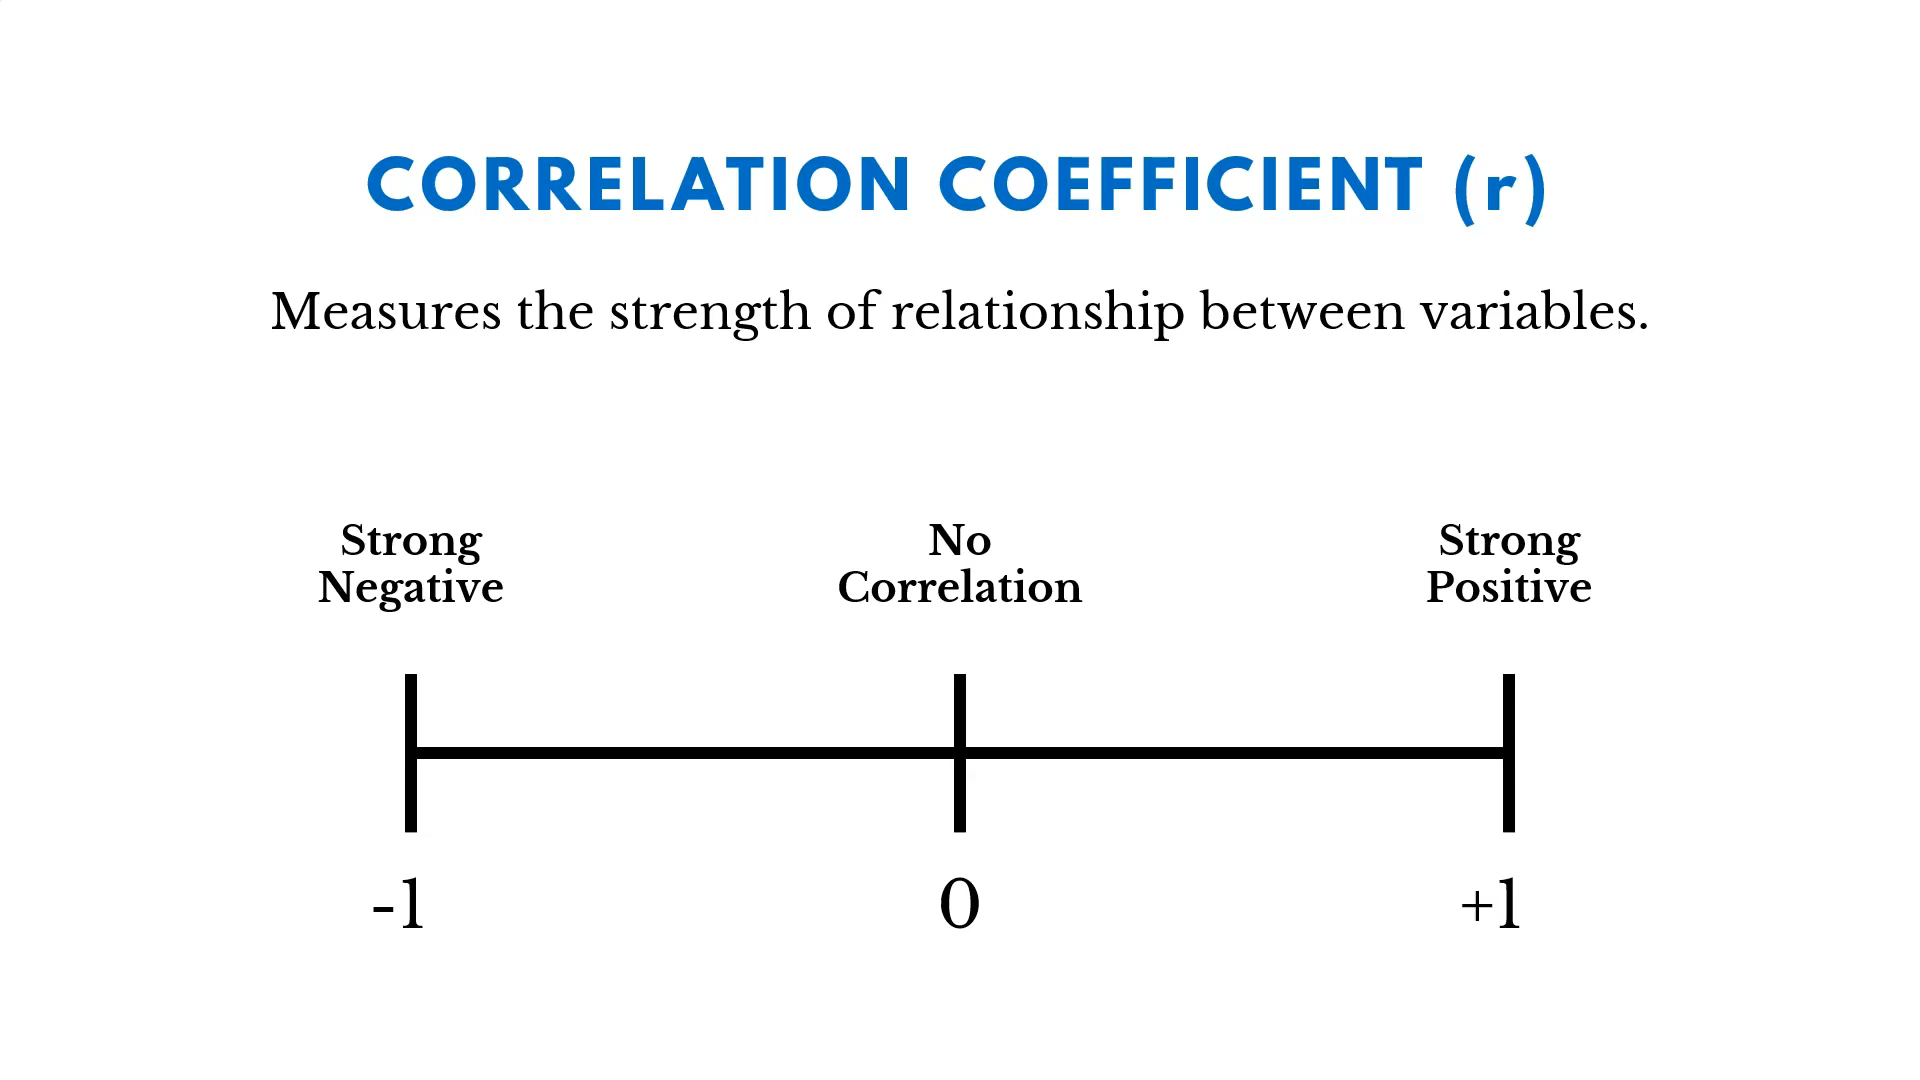 CORRELATION COEFFICIENT (r)
Measures the strength of relationship between variables.
Strong
Negative
No
Correlation
Strong
Positive
-1
0
+1